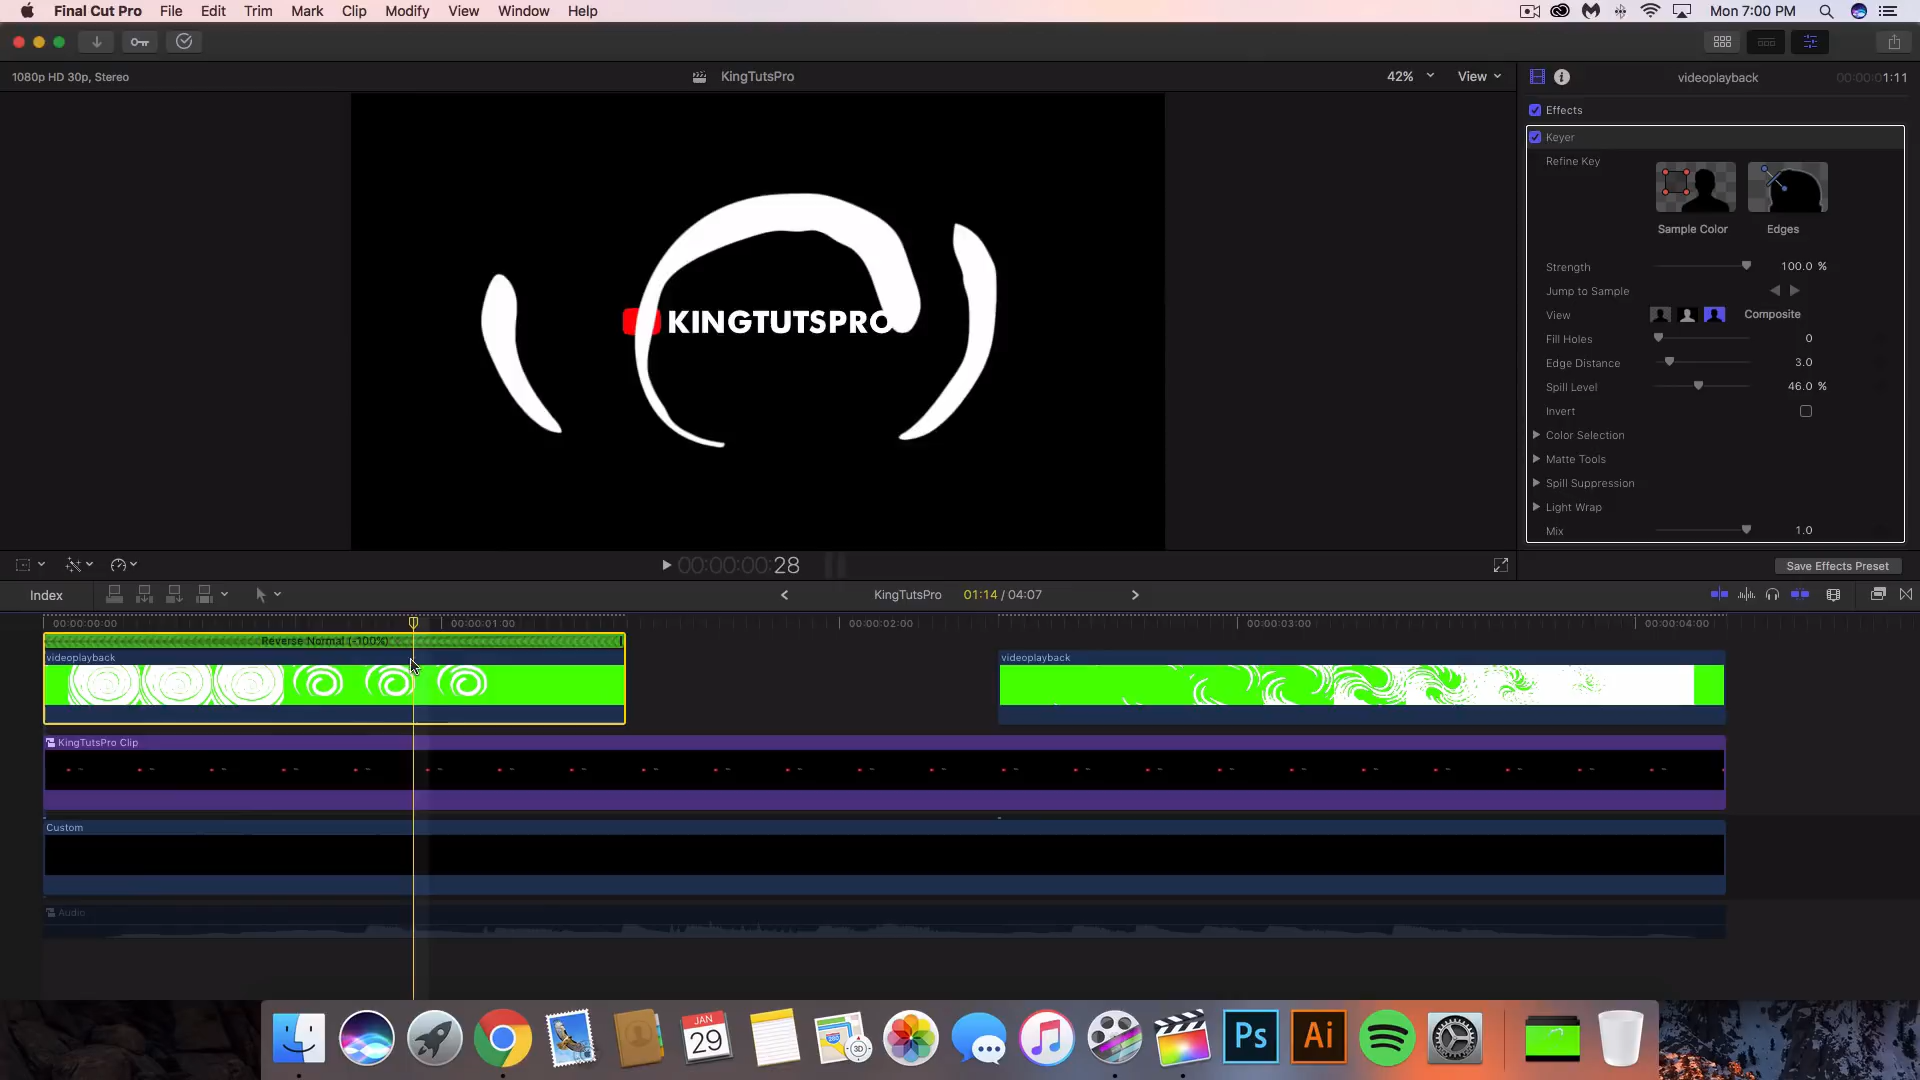 Final Cut Pro File Edit Trim Mark Clip Modify View Window Help
Mon 7:00 PM
1080p HD 30p, Stereo
KingTutsPro
42%
View
videoplayback
00:00:01:11
Effects
Keyer
Refine Key
Sample Color
Edges
Strength
100.0 %
Jump to Sample
View
Composite
Fill Holes
0
Edge Distance
3.0
Spill Level
46.0 %
Invert
Color Selection
Matte Tools
Spill Suppression
Light Wrap
Mix
1.0
KINGTUTSPRO
00:00:00:28
Save Effects Preset
Index
KingTutsPro
01:14 / 04:07
00:00:00:00
00:00:01:00
00:00:02:00
00:00:03:00
00:00:04:00
Reverse Normal (-100%)
videoplayback
videoplayback
KingTutsPro Clip
Custom
Audio
JAN
29
280
3D
Ps
Ai